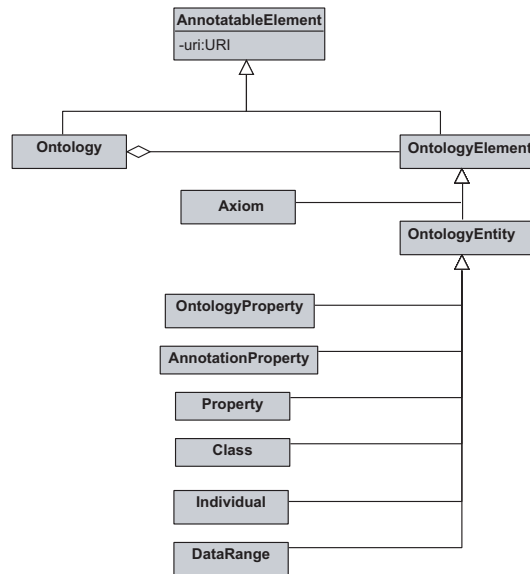 AnnotatableElement
-uri:URI
Ontology
OntologyElement
Axiom
OntologyEntity
OntologyProperty
AnnotationProperty
Property
Class
Individual
DataRange